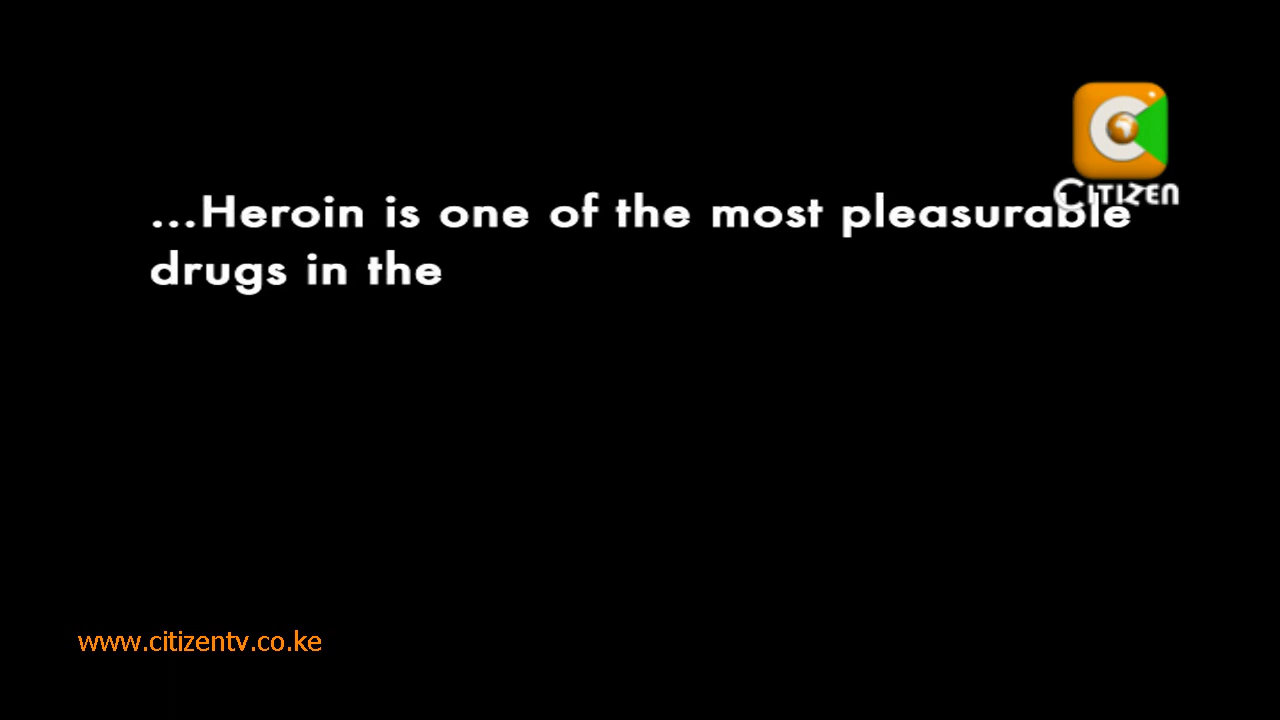 CITIZEN
...Heroin is one of the most pleasurable
drugs in the
www.citizentv.co.ke